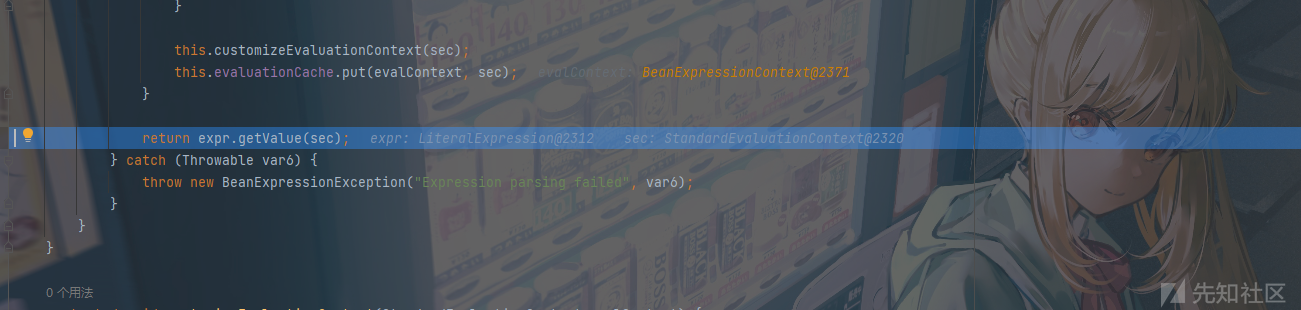 }
this.customizeEvaluationContext(sec);
this.evaluationCache.put(evalContext, sec); evalContext: BeanExpressionContext@2371
}
return expr.getValue(sec); expr: LiteralExpression@2312 sec: StandardEvaluationContext@2320
} catch (Throwable var6) {
throw new BeanExpressionException("Expression parsing failed", var6);
}
}
}
0 个用法
先知社区